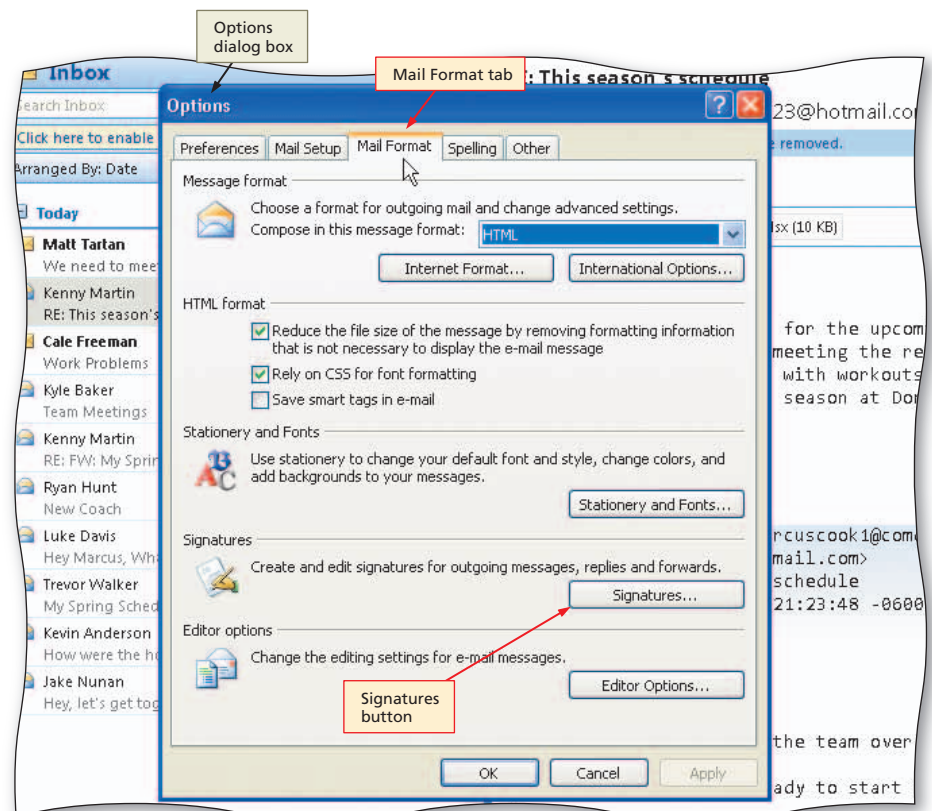 Options
dialog box
Mail Format tab
Inbox
: This season's schedule
Search Inbox
23@hotmail.co
Click here to enable
e removed.
Arranged By: Date
Today
lsx (10 KB)
Matt Tartan
We need to mee
Kenny Martin
RE: This season's
Cale Freeman
Work Problems
Kyle Baker
Team Meetings
Kenny Martin
RE: FW: My Sprin
Ryan Hunt
New Coach
Luke Davis
Hey Marcus, Wha
Trevor Walker
My Spring Sched
Kevin Anderson
How were the ho
Jake Nunan
Hey, let's get tog
Options
Preferences Mail Setup Mail Format Spelling Other
Message format
Choose a format for outgoing mail and change advanced settings.
Compose in this message format: HTML
Internet Format... International Options...
HTML format
Reduce the file size of the message by removing formatting information
that is not necessary to display the e-mail message
Rely on CSS for font formatting
Save smart tags in e-mail
Stationery and Fonts
Use stationery to change your default font and style, change colors, and
add backgrounds to your messages.
Stationery and Fonts...
Signatures
Create and edit signatures for outgoing messages, replies and forwards.
Signatures...
Editor options
Change the editing settings for e-mail messages.
Editor Options...
Signatures
button
OK Cancel Apply
for the upcom
meeting the re
with workouts
season at Dor
rcuscook1@com
mail.com>
schedule
21:23:48 -0600
the team over
ady to start